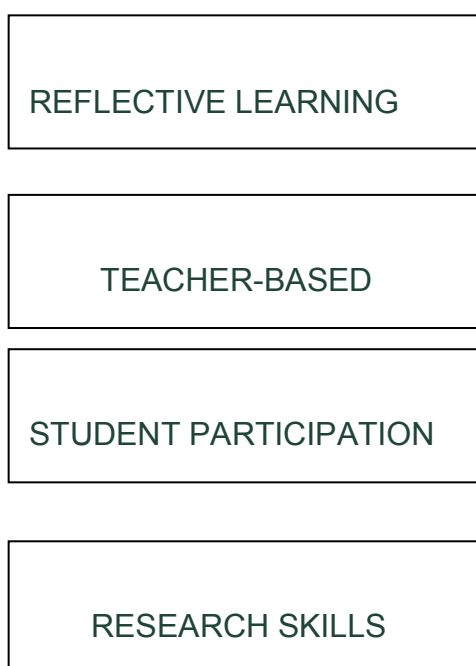 REFLECTIVE LEARNING
TEACHER-BASED
STUDENT PARTICIPATION
RESEARCH SKILLS